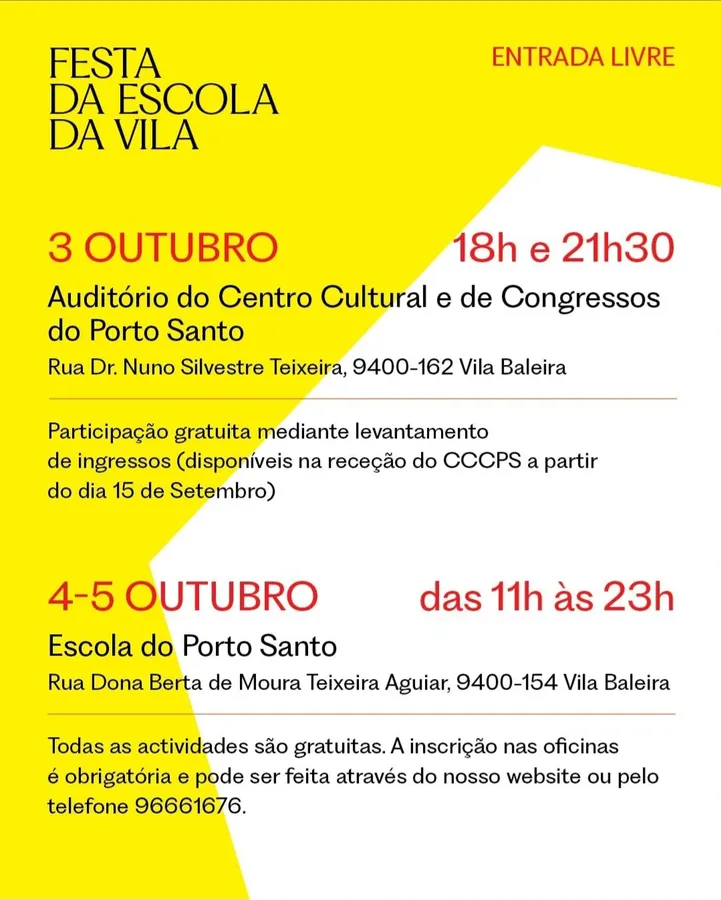 FESTA
DA ESCOLA
DA VILA
ENTRADA LIVRE
3 OUTUBRO 18h e 21h30
Auditório do Centro Cultural e de Congressos
do Porto Santo
Rua Dr. Nuno Silvestre Teixeira, 9400-162 Vila Baleira
Participação gratuita mediante levantamento
de ingressos (disponíveis na receção do CCCPS a partir
do dia 15 de Setembro)
4-5 OUTUBRO das 11h às 23h
Escola do Porto Santo
Rua Dona Berta de Moura Teixeira Aguiar, 9400-154 Vila Baleira
Todas as actividades são gratuitas. A inscrição nas oficinas
é obrigatória e pode ser feita através do nosso website ou pelo
telefone 96661676.